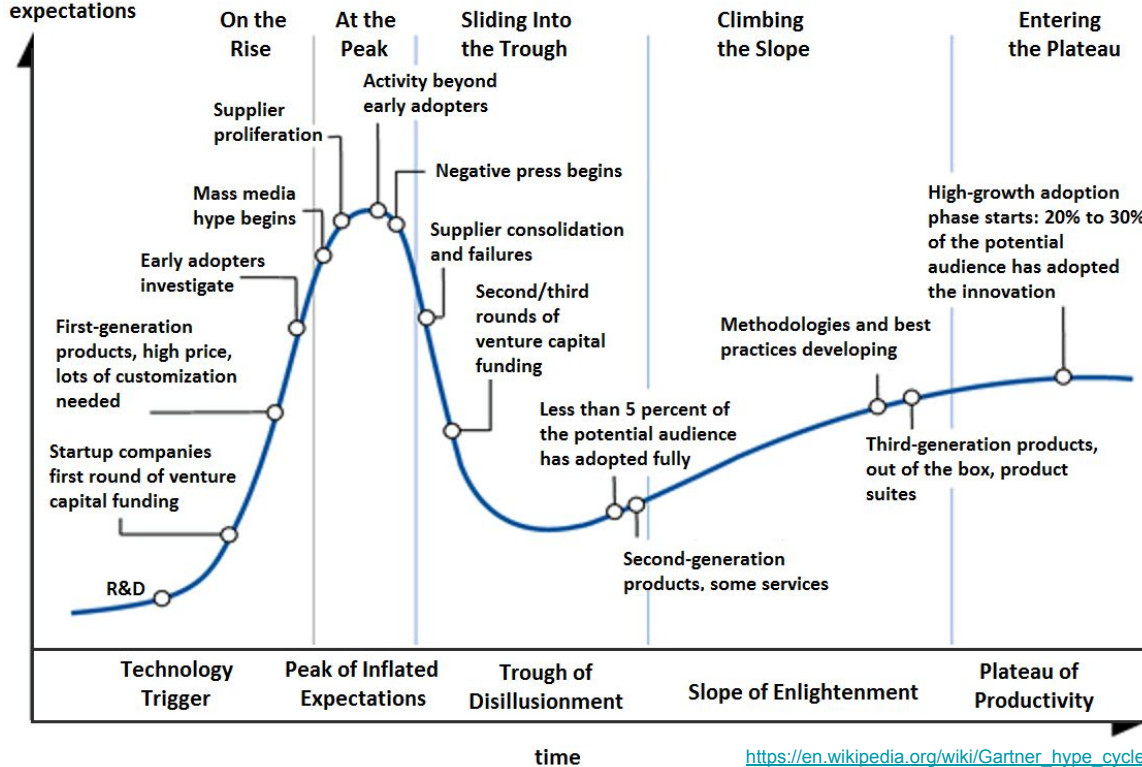 expectations
On the
Rise
At the
Peak
Sliding Into
the Trough
Climbing
the Slope
Entering
the Plateau
Activity beyond
early adopters
Supplier
proliferation
Negative press begins
Mass media
hype begins
High-growth adoption
phase starts: 20% to 30%
of the potential
audience has adopted
the innovation
Supplier consolidation
and failures
Early adopters
investigate
Second/third
rounds of
venture capital
funding
First-generation
products, high price,
lots of customization
needed
Methodologies and best
practices developing
Less than 5 percent of
the potential audience
has adopted fully
Third-generation products,
out of the box, product
suites
Startup companies
first round of venture
capital funding
Second-generation
products, some services
R&D
Technology
Trigger
Peak of Inflated
Expectations
Trough of
Disillusionment
Slope of Enlightenment
Plateau of
Productivity
time
https://en.wikipedia.org/wiki/Gartner_hype_cycle